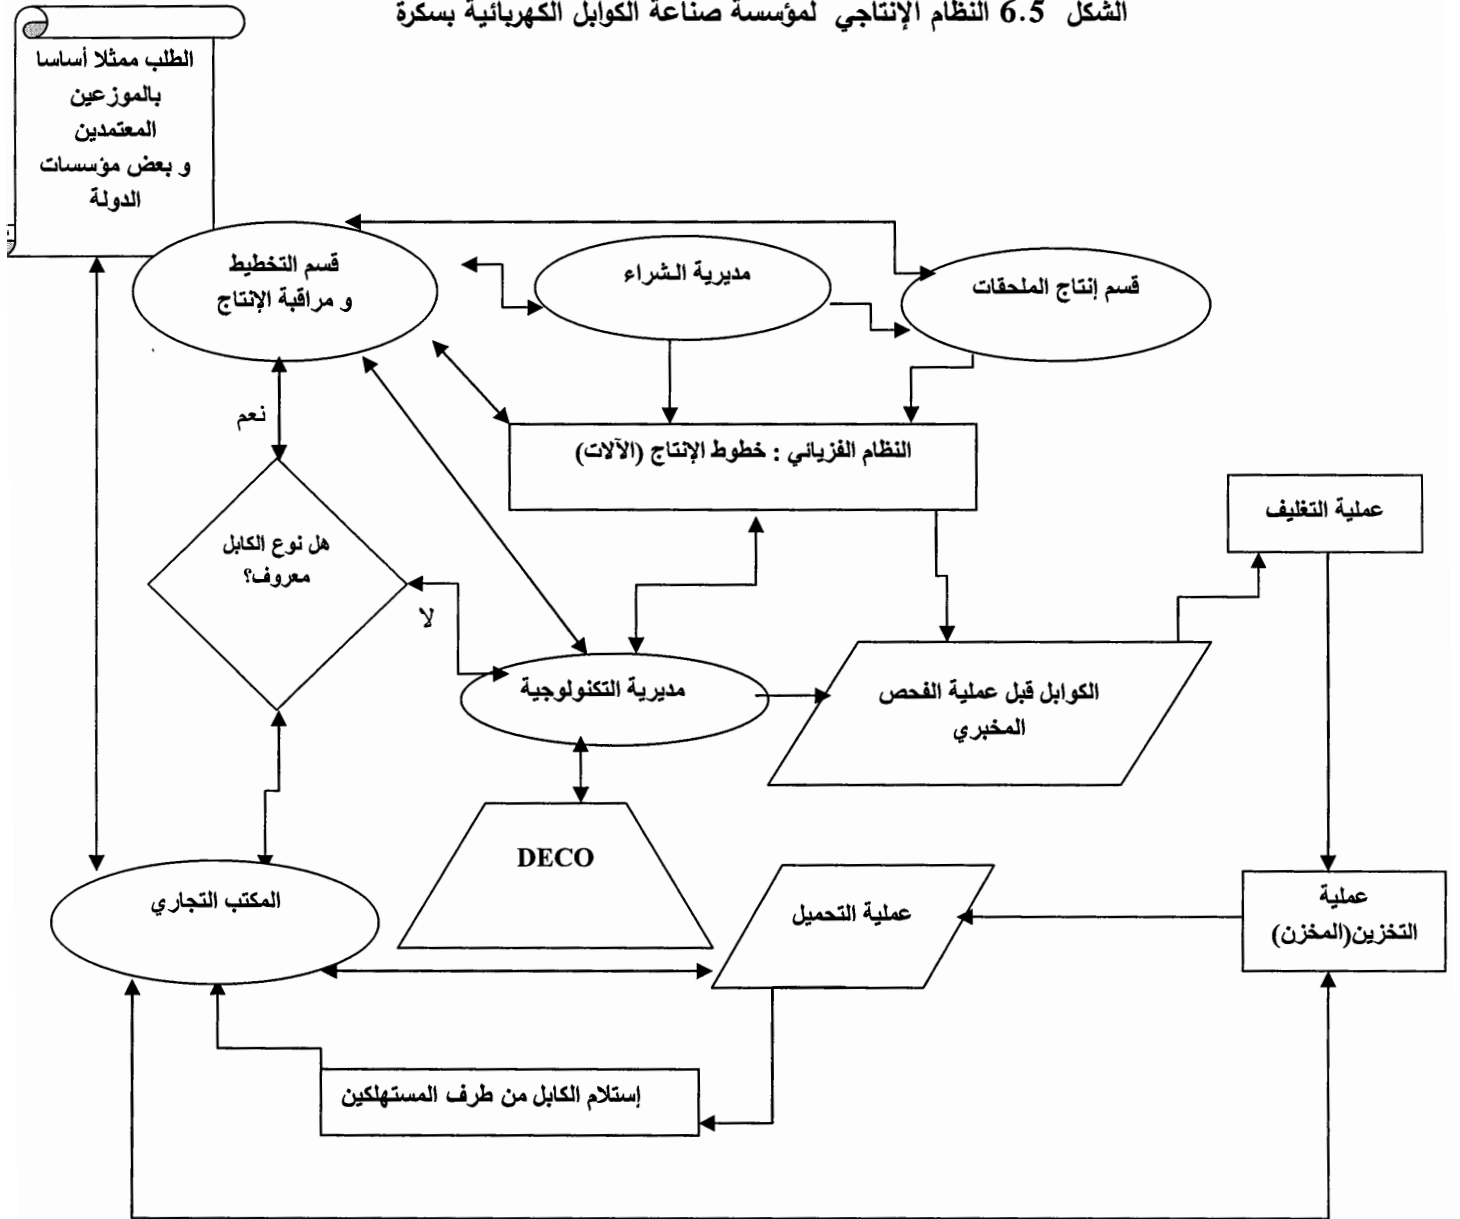 الشكل 6.5 النظام الإنتاجي لمؤسسة صناعة الكوابل الكهربائية بسكرة
الطلب ممثلا أساسا
بالموزعين
المعتمدين
و بعض مؤسسات
الدولة
قسم التخطيط
و مراقبة الإنتاج
مديرية الشراء
قسم إنتاج الملحقات
نعم
النظام الفزيائي : خطوط الإنتاج (الآلات)
عملية التغليف
هل نوع الكابل
معروف؟
لا
مديرية التكنولوجية
الكوابل قبل عملية الفحص
المخبري
DECO
المكتب التجاري
عملية التحميل
عملية
التخزين(المخزن)
إستلام الكابل من طرف المستهلكين